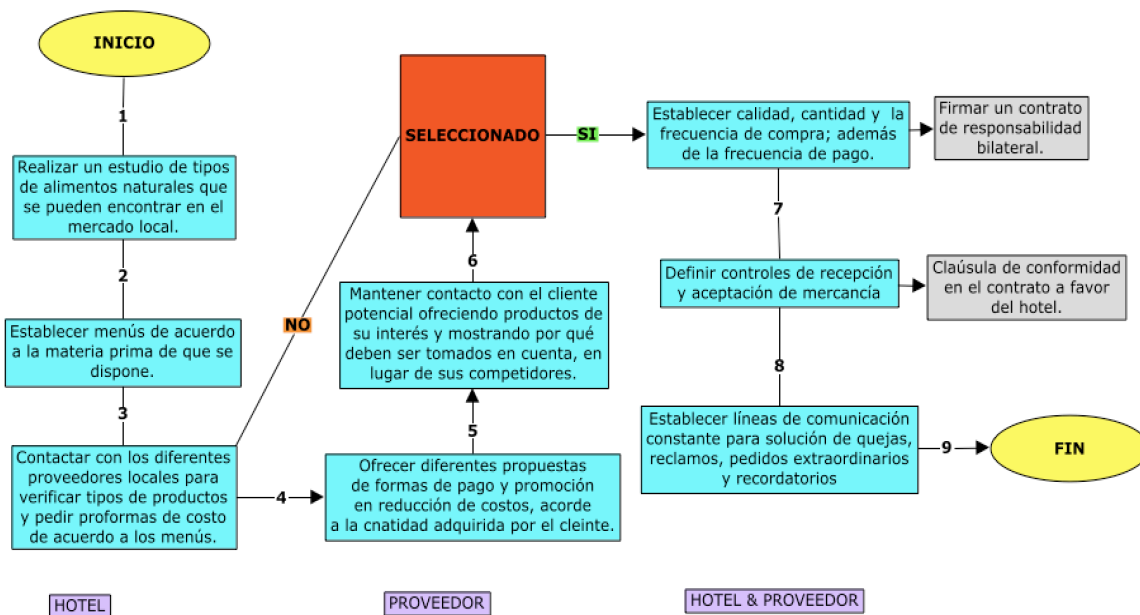 INICIO
1
Realizar un estudio de tipos
de alimentos naturales que
se pueden encontrar en el
mercado local.
2
Establecer menús de acuerdo
a la materia prima de que se
dispone.
3
Contactar con los diferentes
proveedores locales para
verificar tipos de productos
y pedir proformas de costo
de acuerdo a los menús.
4
NO
SELECCIONADO
6
Mantener contacto con el cliente
potencial ofreciendo productos de
su interés y mostrando por qué
deben ser tomados en cuenta, en
lugar de sus competidores.
5
Ofrecer diferentes propuestas
de formas de pago y promoción
en reducción de costos, acorde
a la cnatidad adquirida por el cleinte.
SI
Establecer calidad, cantidad y la
frecuencia de compra; además
de la frecuencia de pago.
Firmar un contrato
de responsabilidad
bilateral.
7
Definir controles de recepción
y aceptación de mercancía
Claúsula de conformidad
en el contrato a favor
del hotel.
8
Establecer líneas de comunicación
constante para solución de quejas,
reclamos, pedidos extraordinarios
y recordatorios
9
FIN
HOTEL
PROVEEDOR
HOTEL & PROVEEDOR